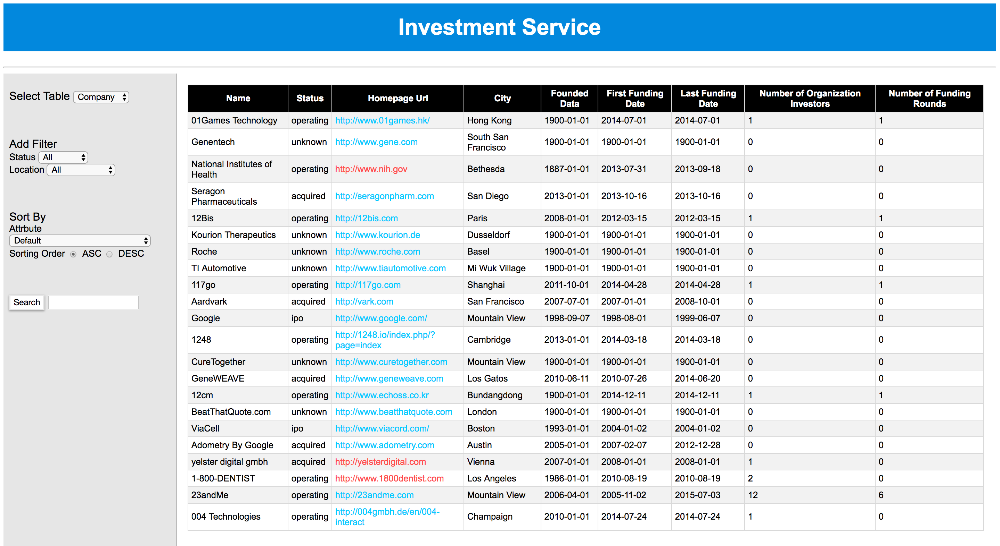 Investment Service
Select Table Company
Add Filter
Status All
Location All
Sort By
Attrbute
Default
Sorting Order ASC DESC
Search
Name Status Homepage Url City Founded Data First Funding Date Last Funding Date Number of Organization Investors Number of Funding Rounds
01Games Technology operating http://www.01games.hk/ Hong Kong 1900-01-01 2014-07-01 2014-07-01 1 1
Genentech unknown http://www.gene.com South San Francisco 1900-01-01 1900-01-01 1900-01-01 0 0
National Institutes of Health operating http://www.nih.gov Bethesda 1887-01-01 2013-07-31 2013-09-18 0 0
Seragon Pharmaceuticals acquired http://seragonpharm.com San Diego 2013-01-01 2013-10-16 2013-10-16 0 0
12Bis operating http://12bis.com Paris 2008-01-01 2012-03-15 2012-03-15 1 1
Kourion Therapeutics unknown http://www.kourion.de Dusseldorf 1900-01-01 1900-01-01 1900-01-01 0 0
Roche unknown http://www.roche.com Basel 1900-01-01 1900-01-01 1900-01-01 0 0
TI Automotive unknown http://www.tiautomotive.com Mi Wuk Village 1900-01-01 1900-01-01 1900-01-01 0 0
117go operating http://117go.com Shanghai 2011-10-01 2014-04-28 2014-04-28 1 1
Aardvark acquired http://vark.com San Francisco 2007-07-01 2007-01-01 2008-10-01 0 0
Google ipo http://www.google.com/ Mountain View 1998-09-07 1998-08-01 1999-06-07 0 0
1248 operating http://1248.io/index.php/?page=index Cambridge 2013-01-01 2014-03-18 2014-03-18 0 0
CureTogether unknown http://www.curetogether.com Mountain View 1900-01-01 1900-01-01 1900-01-01 0 0
GeneWEAVE acquired http://www.geneweave.com Los Gatos 2010-06-11 2010-07-26 2014-06-20 0 0
12cm operating http://www.echoss.co.kr Bundangdong 1900-01-01 2014-12-11 2014-12-11 1 1
BeatThatQuote.com unknown http://www.beatthatquote.com London 1900-01-01 1900-01-01 1900-01-01 0 0
ViaCell ipo http://www.viacord.com/ Boston 1993-01-01 2004-01-02 2004-01-02 0 0
Adometry By Google acquired http://www.adometry.com Austin 2005-01-01 2007-02-07 2012-12-28 0 0
yelster digital gmbh acquired http://yelsterdigital.com Vienna 2007-01-01 2008-01-01 2008-01-01 1 0
1-800-DENTIST operating http://www.1800dentist.com Los Angeles 1986-01-01 2010-08-19 2010-08-19 2 0
23andMe operating http://23andme.com Mountain View 2006-04-01 2005-11-02 2015-07-03 12 6
004 Technologies operating http://004gmbh.de/en/004-interact Champaign 2010-01-01 2014-07-24 2014-07-24 1 0